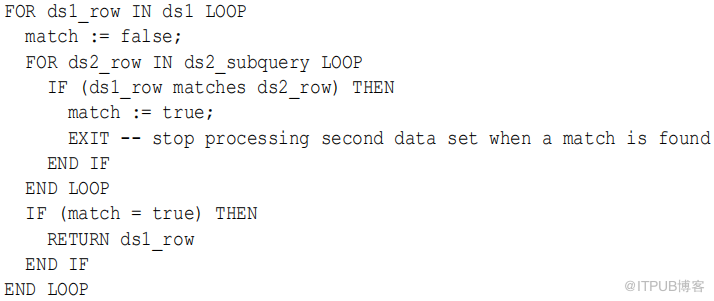 FOR ds1_row IN ds1 LOOP
  match := false;
  FOR ds2_row IN ds2_subquery LOOP
    IF (ds1_row matches ds2_row) THEN
      match := true;
      EXIT -- stop processing second data set when a match is found
    END IF
  END LOOP
  IF (match = true) THEN
    RETURN ds1_row
  END IF
END LOOP
@ITPUB博客